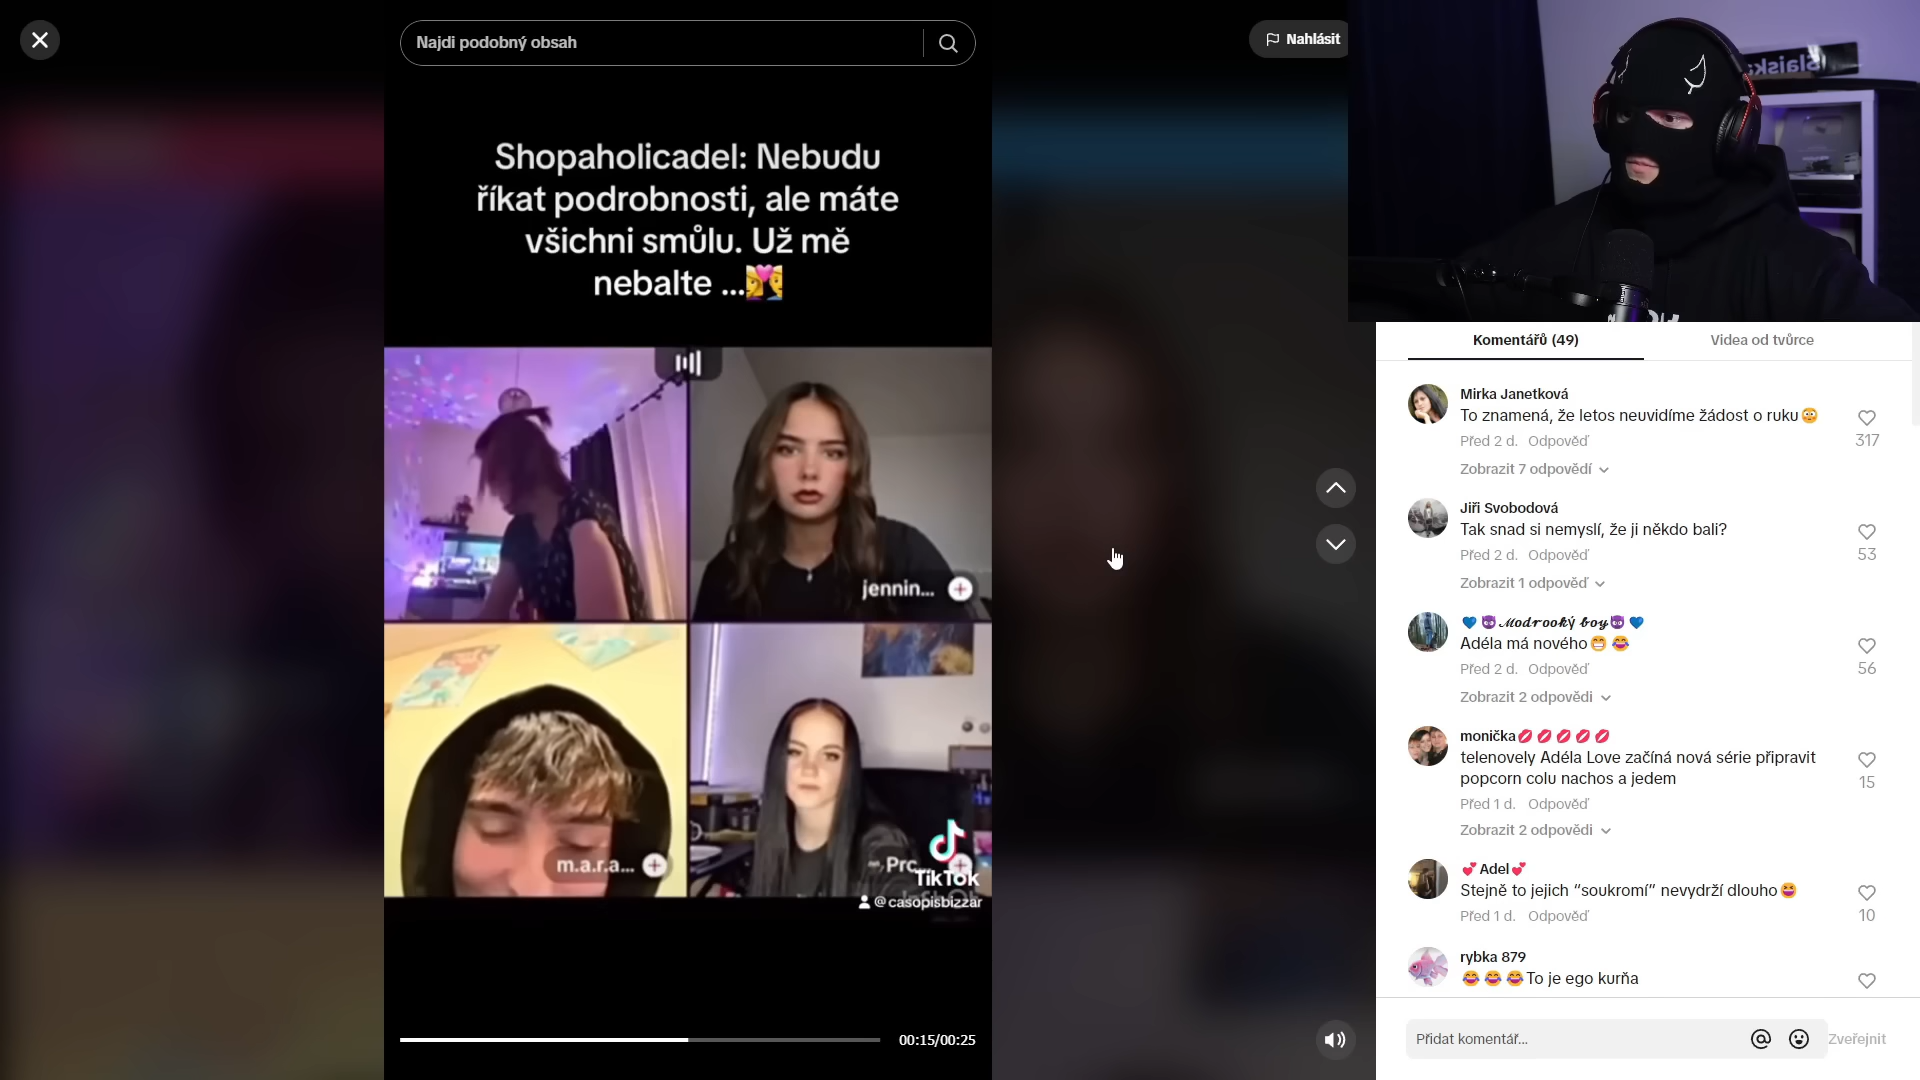 Najdi podobný obsah
Nahlásit
Shopaholicadel: Nebudu
říkat podrobnosti, ale máte
všichni smůlu. Už mě
nebalte ...💏
jennin...
m.a.r.a...
Prc...
TikTok
@casopisbizzar
00:15/00:25
Komentářů (49)
Videa od tvůrce
Mirka Janetková
To znamená, že letos neuvidíme žádost o ruku😳
Před 2 d. Odpověď
317
Zobrazit 7 odpovědí
Jiří Svobodová
Tak snad si nemyslí, že ji někdo bali?
Před 2 d. Odpověď
53
Zobrazit 1 odpověď
💙😈𝓜𝓸𝓭𝓻𝓸𝓸𝓴ý 𝓫𝓸𝔂😈💙
Adéla má nového😁😂
Před 2 d. Odpověď
56
Zobrazit 2 odpovědi
monička💋💋💋💋💋
telenovely Adéla Love začíná nová série připravit
popcorn colu nachos a jedem
Před 1 d. Odpověď
15
Zobrazit 2 odpovědi
💕Adel💕
Stejně to jejich “soukromí” nevydrží dlouho😆
Před 1 d. Odpověď
10
rybka 879
😂😂😂To je ego kurňa
Přidat komentář...
Zveřejnit